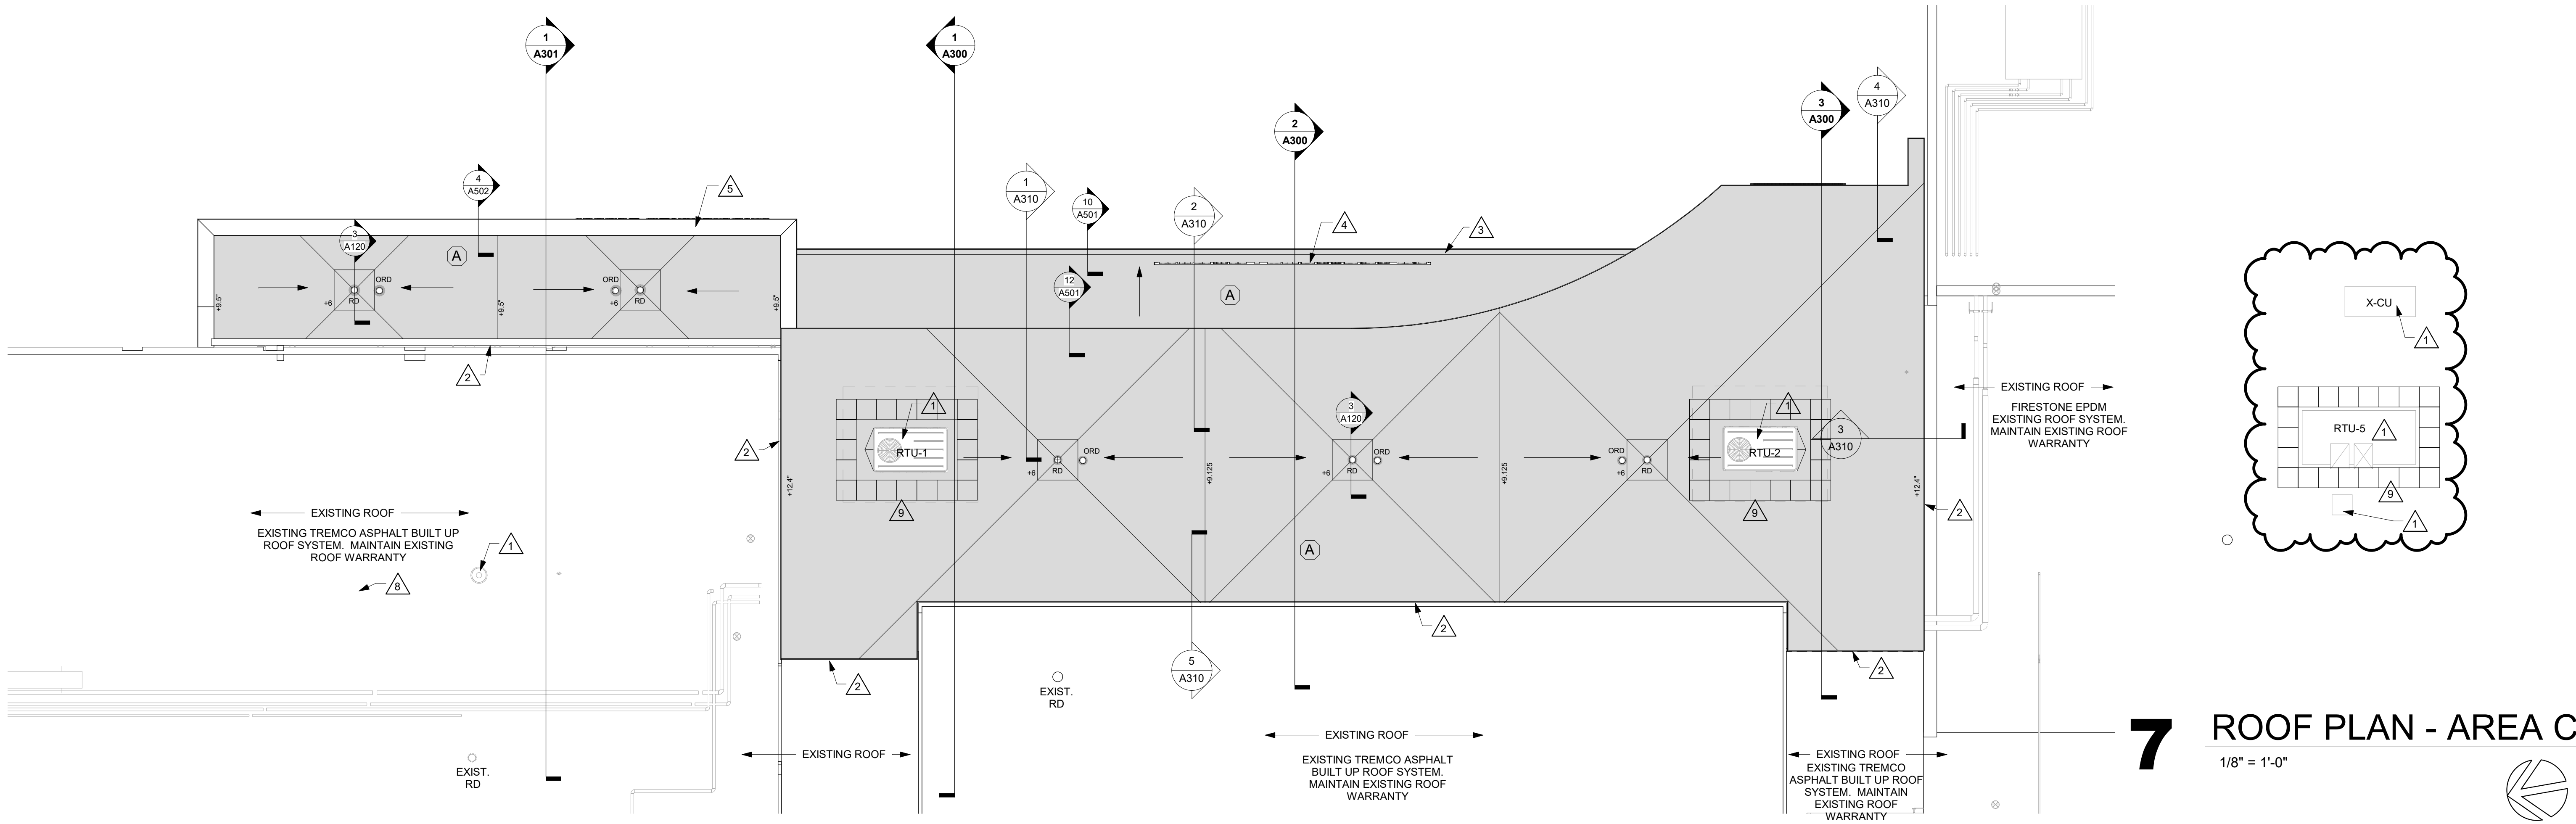 1
A301
1
A300
2
A300
3
A300
4
A310
4
A502
5
1
A310
10
A501
2
A310
4
3
3
A120
A
ORD
+6
RD
ORD
+6
RD
+9.5"
+9.5"
+9.5"
12
A501
A
2
X-CU
1
RTU-5
1
9
1
EXISTING ROOF
FIRESTONE EPDM
EXISTING ROOF SYSTEM.
MAINTAIN EXISTING ROOF
WARRANTY
1
RTU-1
9
2
+12.4"
+6
RD
ORD
+9.125
3
A120
+6
RD
ORD
+9.125
ORD
+6
RD
1
RTU-2
9
3
A310
+12.4"
2
A
EXISTING ROOF
EXISTING TREMCO ASPHALT BUILT UP
ROOF SYSTEM. MAINTAIN EXISTING
ROOF WARRANTY
1
8
2
2
2
5
A310
EXIST.
RD
EXIST.
RD
EXISTING ROOF
EXISTING ROOF
EXISTING TREMCO ASPHALT
BUILT UP ROOF SYSTEM.
MAINTAIN EXISTING ROOF
WARRANTY
EXISTING ROOF
EXISTING TREMCO
ASPHALT BUILT UP ROOF
SYSTEM. MAINTAIN
EXISTING ROOF
WARRANTY
7
ROOF PLAN - AREA C
1/8" = 1'-0"